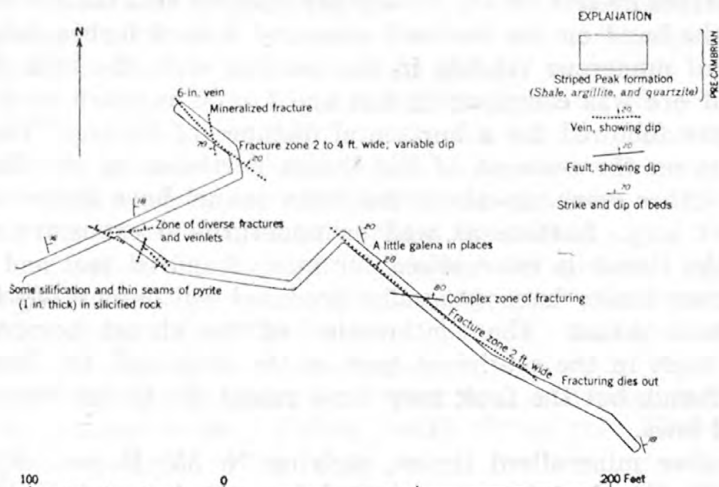 EXPLANATION
PRECAMBRIAN
Striped Peak formation
(Shale, argillite, and quartzite)
Vein, showing dip
Fault, showing dip
Strike and dip of beds
N
6-in. vein
Mineralized fracture
Fracture zone 2 to 4 ft. wide; variable dip
Zone of diverse fractures
and veinlets
Some silification and thin seams of pyrite
(1 in. thick) in silicified rock
A little galena in places
80
Complex zone of fracturing
Fracture zone 2 ft. wide
Fracturing dies out
100
0
200 Feet